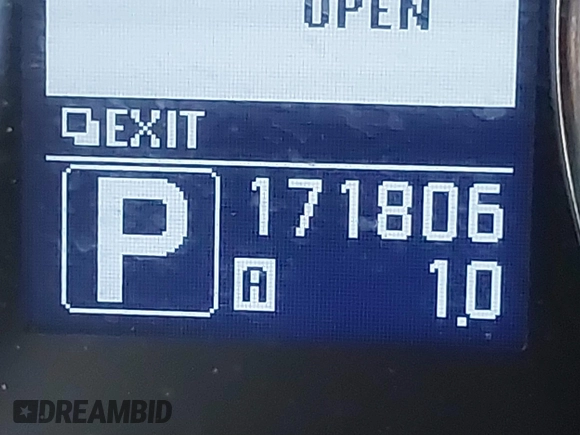 OPEN
EXIT
P
171806
A 1.0
DREAMBID